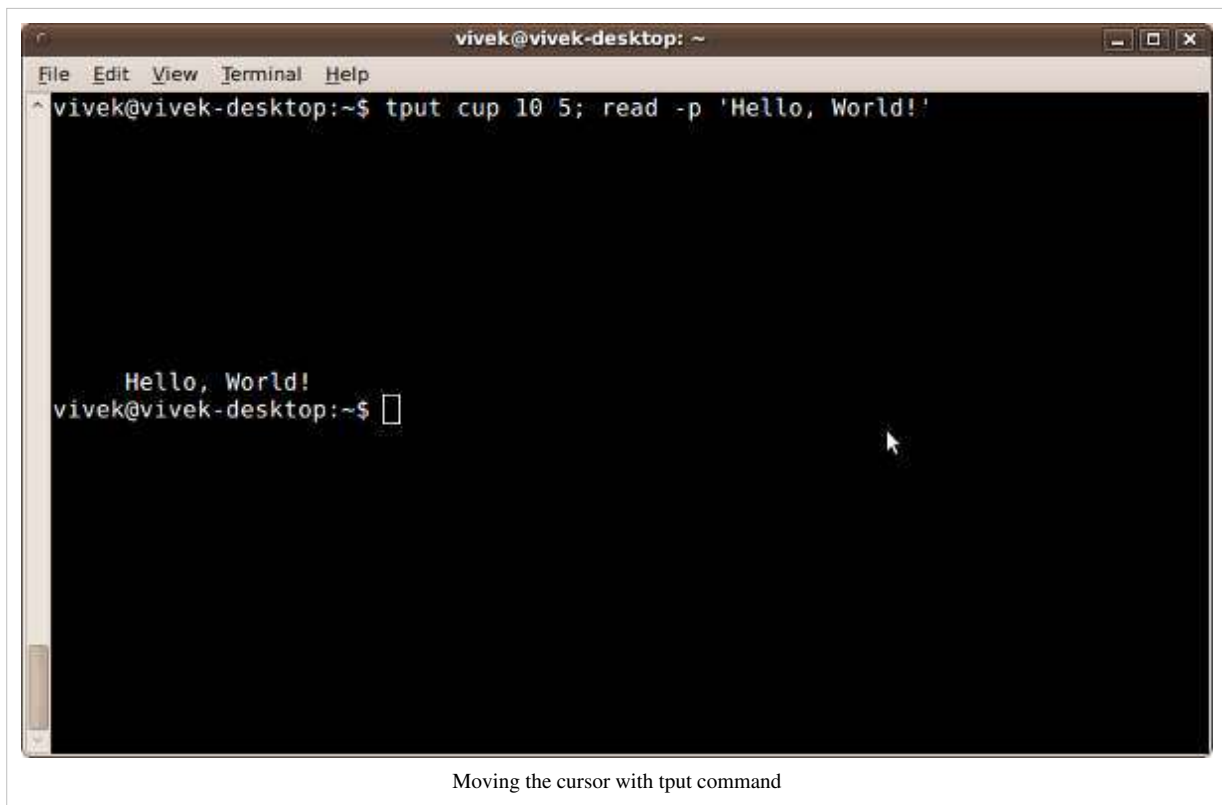 vivek@vivek-desktop: ~
File Edit View Terminal Help
vivek@vivek-desktop:~$ tput cup 10 5; read -p 'Hello, World!'
Hello, World!
vivek@vivek-desktop:~$
Moving the cursor with tput command